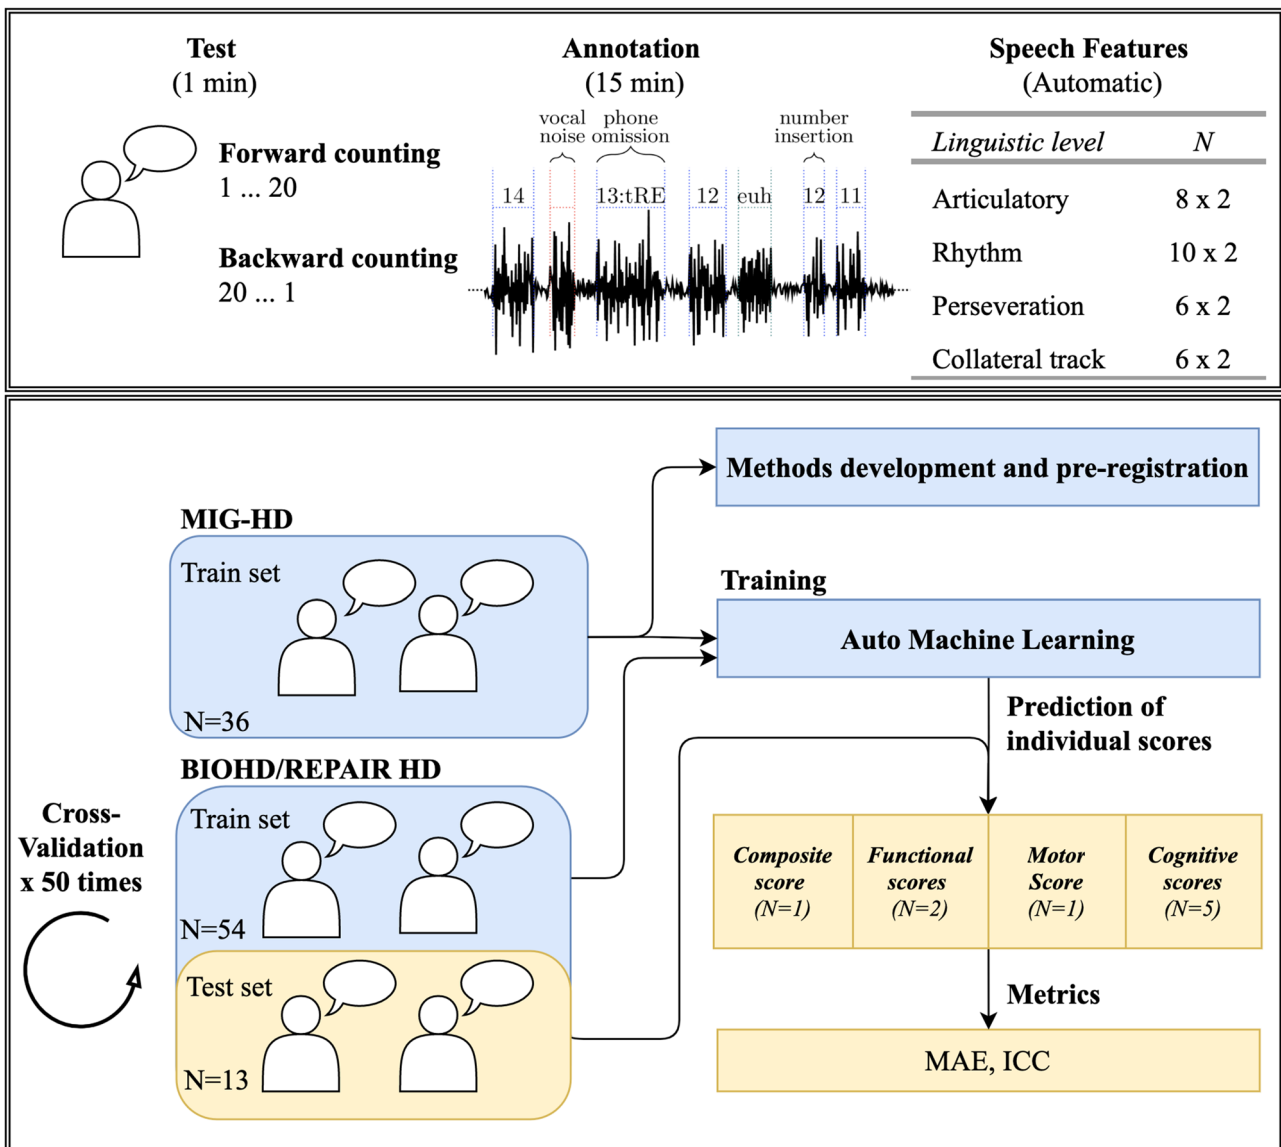 Test
(1 min)
Forward counting
1 ... 20
Backward counting
20 ... 1
Annotation
(15 min)
vocal
noise
phone
omission
number
insertion
14
13:tRE
12
euh
12
11
Speech Features
(Automatic)
Linguistic level N
Articulatory 8 x 2
Rhythm 10 x 2
Perseveration 6 x 2
Collateral track 6 x 2
MIG-HD
Train set
N=36
BIOHD/REPAIR HD
Train set
N=54
Test set
N=13
Cross-
Validation
x 50 times
Methods development and pre-registration
Training
Auto Machine Learning
Prediction of
individual scores
Composite
score
(N=1)
Functional
scores
(N=2)
Motor
Score
(N=1)
Cognitive
scores
(N=5)
Metrics
MAE, ICC